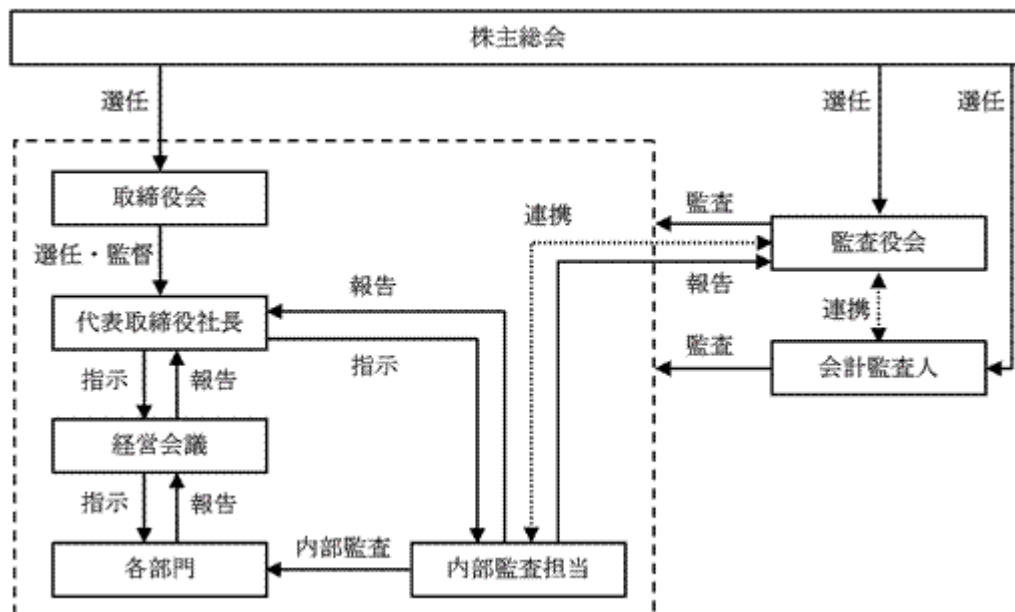 株主総会
選任
選任
選任
取締役会
連携
監査
監査役会
選任・監督
報告
報告
代表取締役社長
連携
指示
監査
会計監査人
指示
報告
経営会議
指示
報告
内部監査
各部門
内部監査担当